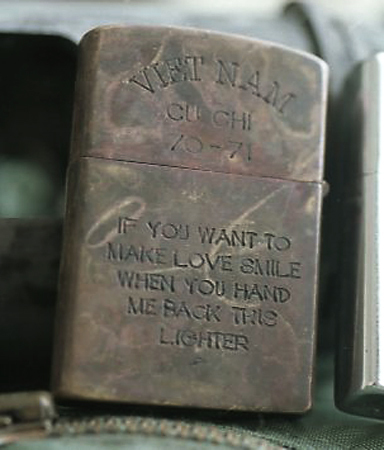 VIET NAM
CU CHI
70-71
IF YOU WANT TO
MAKE LOVE SMILE
WHEN YOU HAND
ME BACK THIS
LIGHTER